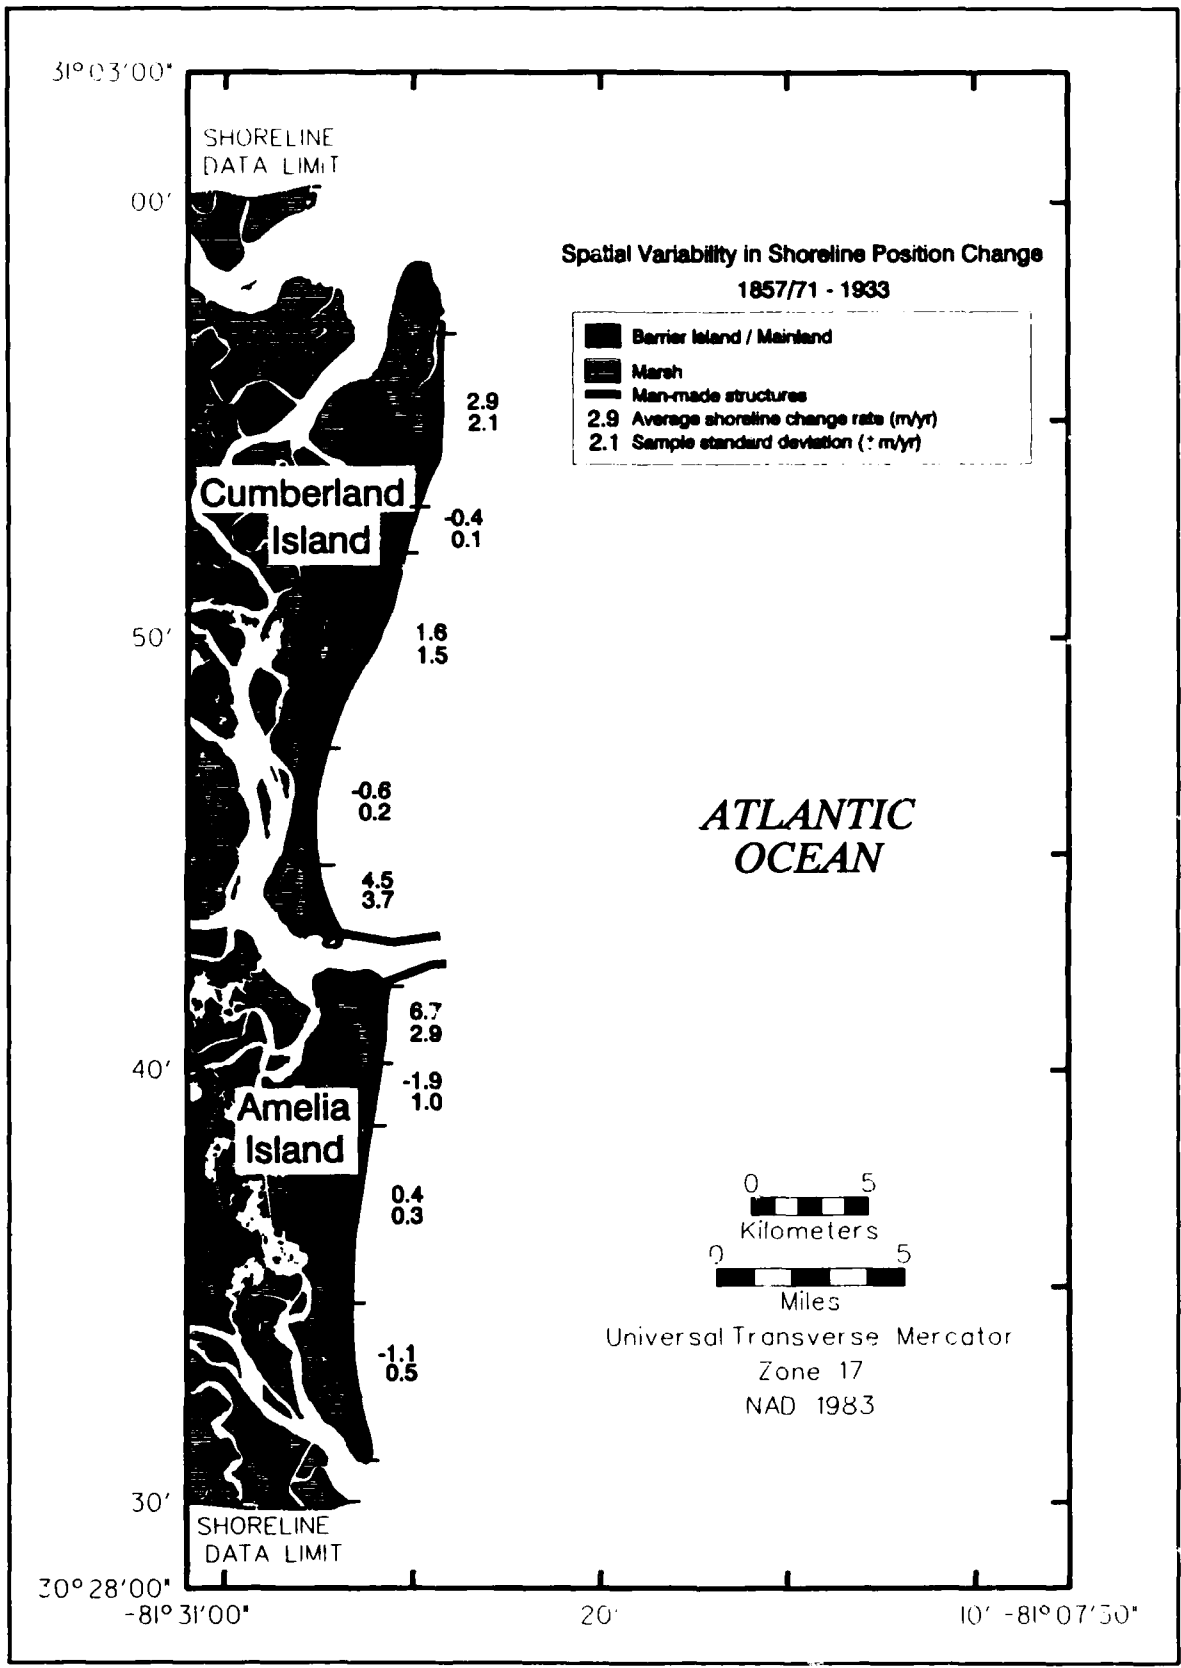 31°03'00"
SHORELINE
DATA LIMIT
00'
Spatial Variability in Shoreline Position Change
1857/71 - 1933
Barrier Island / Mainland
Marsh
Man-made structures
2.9 Average shoreline change rate (m/yr)
2.1 Sample standard deviation (± m/yr)
2.9
2.1
Cumberland
Island
-0.4
0.1
50'
1.6
1.5
-0.6
0.2
ATLANTIC
OCEAN
4.5
3.7
6.7
2.9
40'
-1.9
1.0
Amelia
Island
0.4
0.3
0 5
Kilometers
0 5
Miles
Universal Transverse Mercator
Zone 17
NAD 1983
-1.1
0.5
30'
SHORELINE
DATA LIMIT
30°28'00"
-81°31'00" 20' 10' -81°07'30"